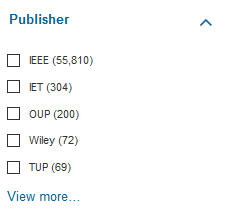 Publisher
IEEE (55,810)
IET (304)
OUP (200)
Wiley (72)
TUP (69)
View more...